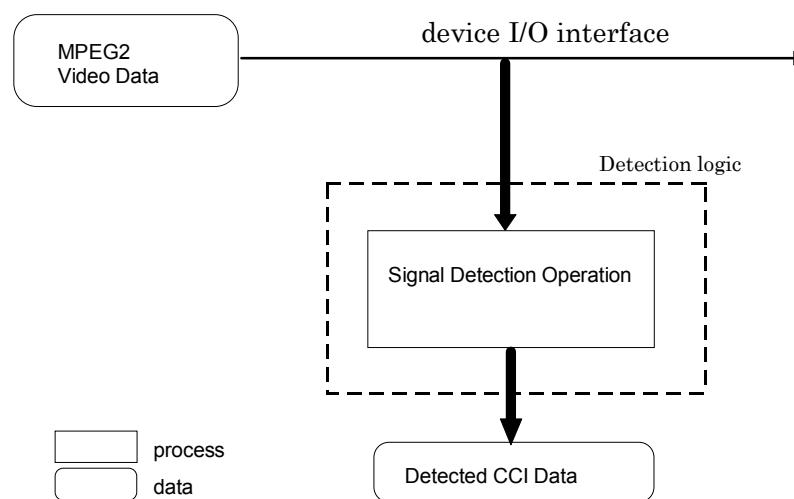 device I/O interface
MPEG2
Video Data
Detection logic
Signal Detection Operation
process
Detected CCI Data
data